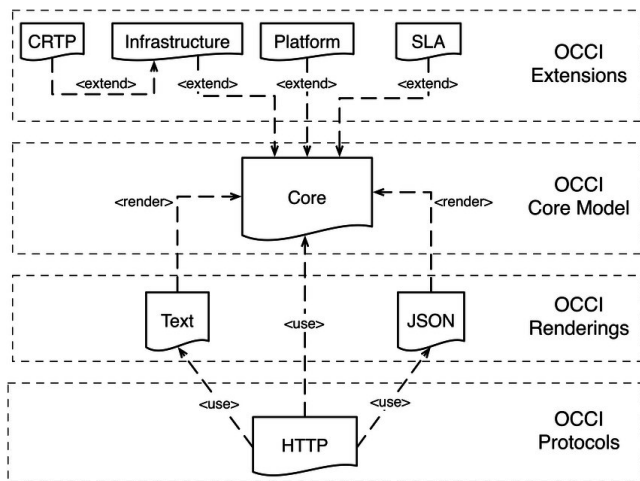 CRTP
Infrastructure
Platform
SLA
OCCI
Extensions
<extend>
<extend>
<extend>
<extend>
Core
OCCI
Core Model
<render>
<render>
Text
JSON
OCCI
Renderings
<use>
<use>
<use>
HTTP
OCCI
Protocols